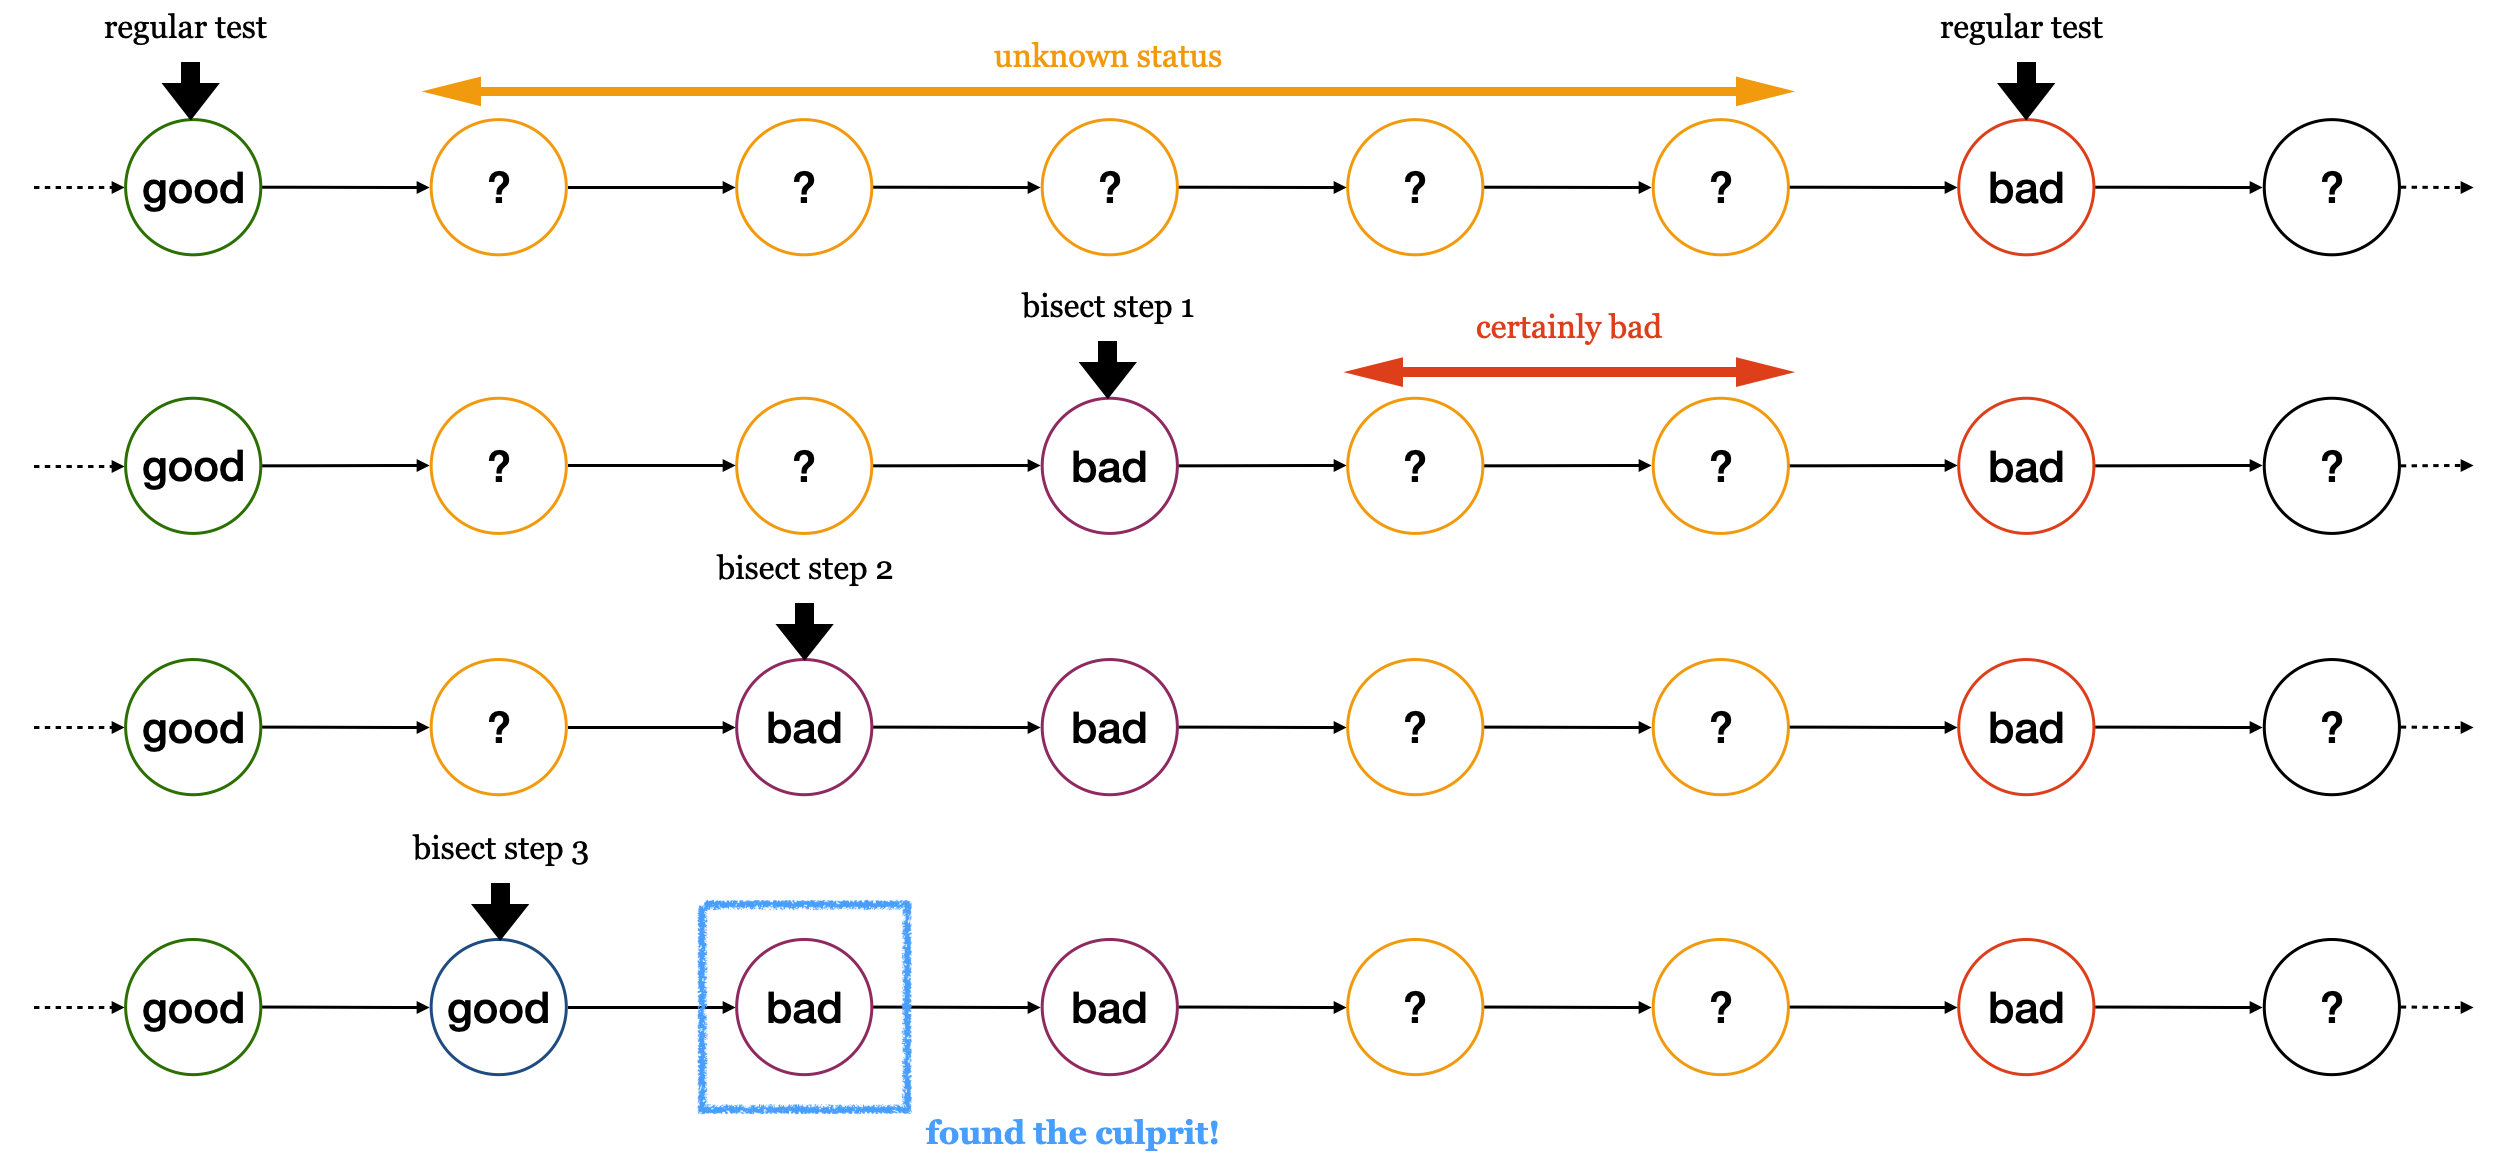 regular test
regular test
unknown status
good ? ? ? ? ? bad ?
bisect step 1
certainly bad
good ? ? bad ? ? bad ?
bisect step 2
good ? bad bad ? ? bad ?
bisect step 3
good good bad bad ? ? bad ?
found the culprit!